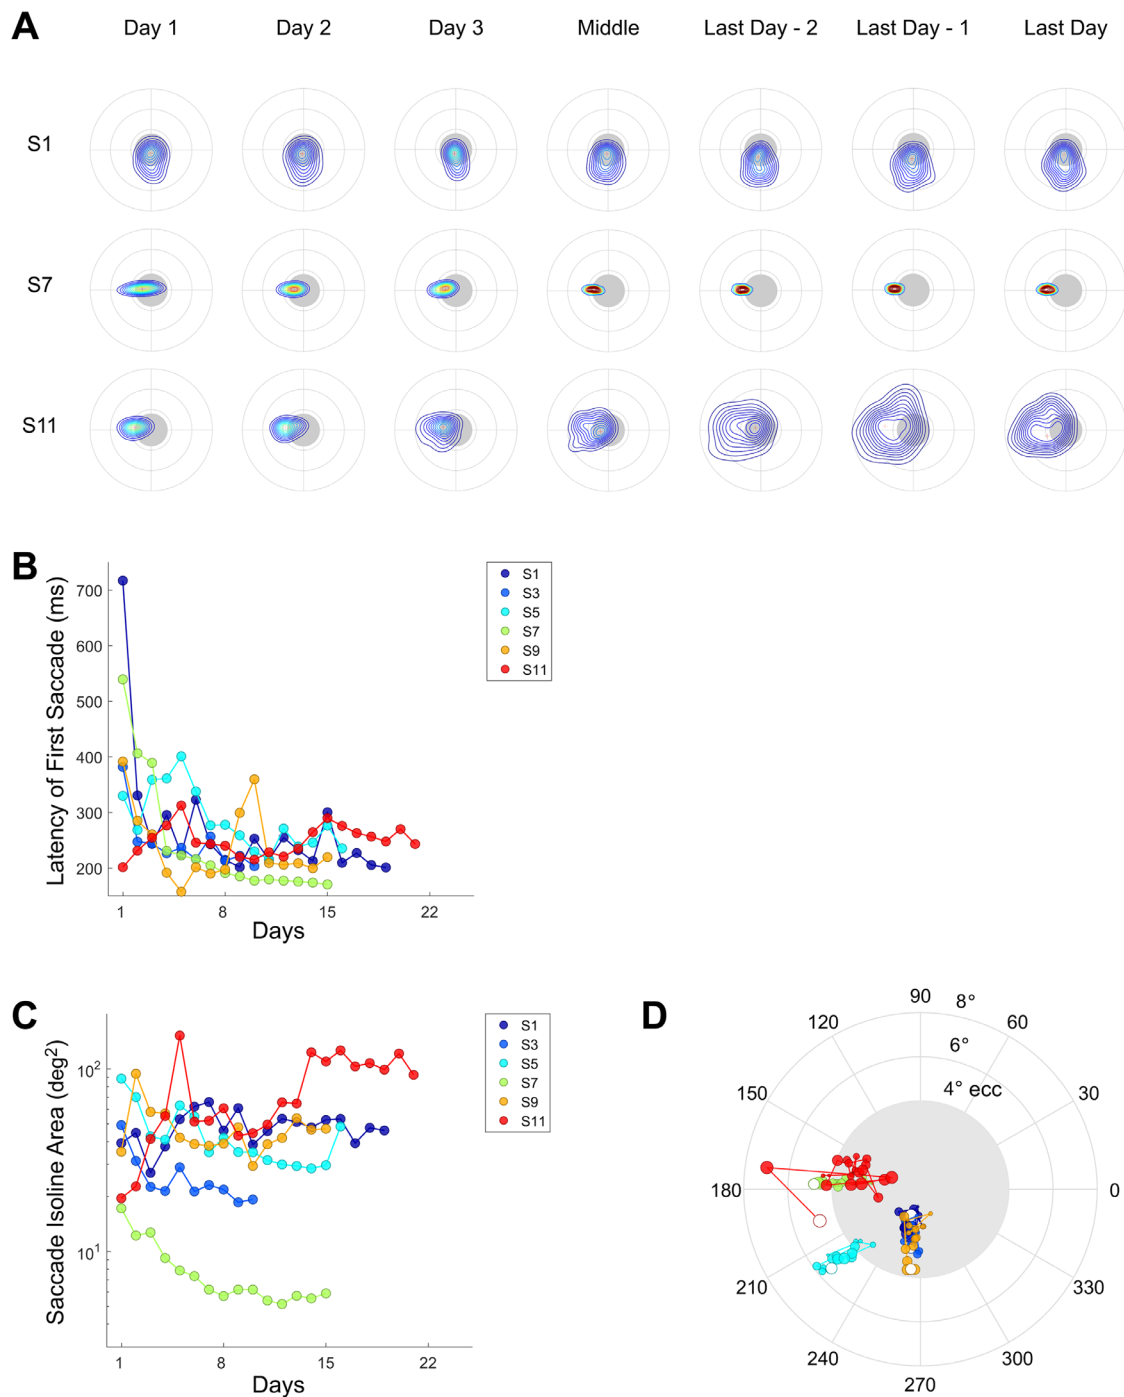 A
Day 1 Day 2 Day 3 Middle Last Day - 2 Last Day - 1 Last Day
S1
S7
S11
B
Latency of First Saccade (ms)
700
600
500
400
300
200
1 8 15 22
Days
S1
S3
S5
S7
S9
S11
C
Saccade Isoline Area (deg²)
10²
10¹
1 8 15 22
Days
S1
S3
S5
S7
S9
S11
D
90 8°
120 60
6°
150 4° ecc 30
180 0
210 330
240 300
270